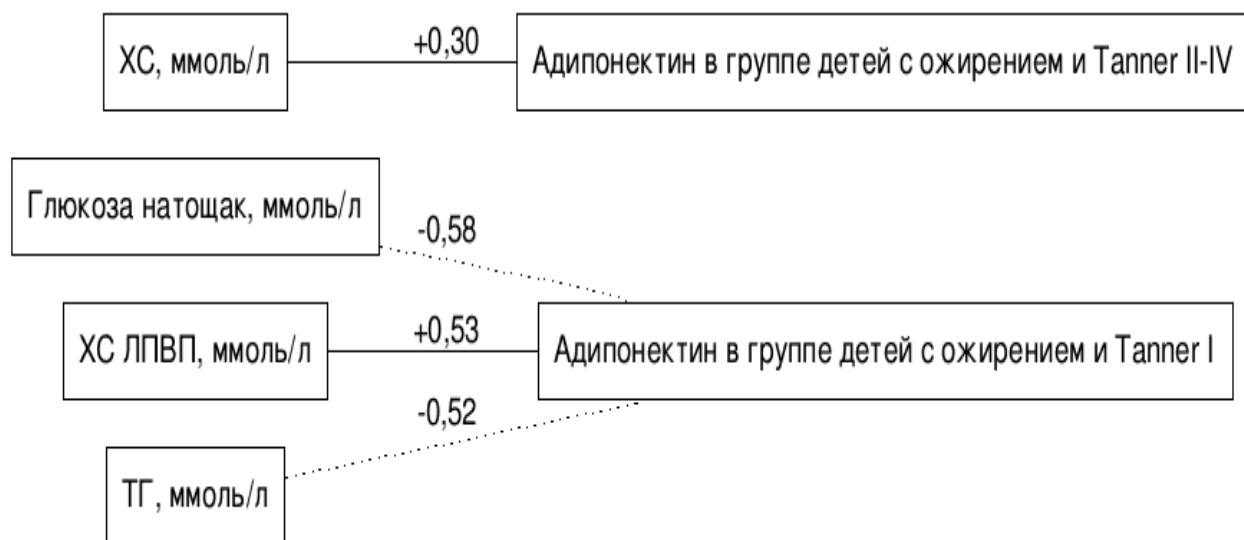 ХС, ммоль/л
+0,30
Адипонектин в группе детей с ожирением и Tanner II-IV
Глюкоза натощак, ммоль/л
-0,58
ХС ЛПВП, ммоль/л
+0,53
Адипонектин в группе детей с ожирением и Tanner I
-0,52
ТГ, ммоль/л